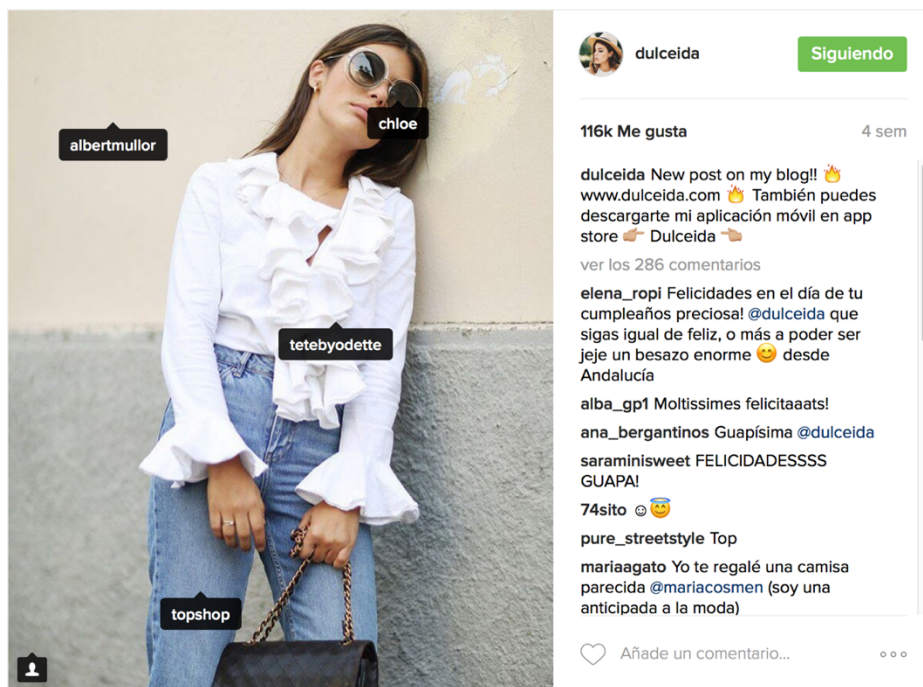 albertmullor
chloe
tetebyodette
topshop
dulceida
Siguiendo
116k Me gusta
4 sem
dulceida New post on my blog!! 🔥
www.dulceida.com 🔥 También puedes
descargarte mi aplicación móvil en app
store 👉🏼 Dulceida 👈🏼
ver los 286 comentarios
elena_ropi Felicidades en el día de tu
cumpleaños preciosa! @dulceida que
sigas igual de feliz, o más a poder ser
jeje un besazo enorme 😊 desde
Andalucía
alba_gp1 Moltissimes felicitaaats!
ana_bergantinos Guapísima @dulceida
saraminisweet FELICIDADESSSS
GUAPA!
74sito ☺😇
pure_streetstyle Top
mariaagato Yo te regalé una camisa
parecida @mariacosmen (soy una
anticipada a la moda)
Añade un comentario...